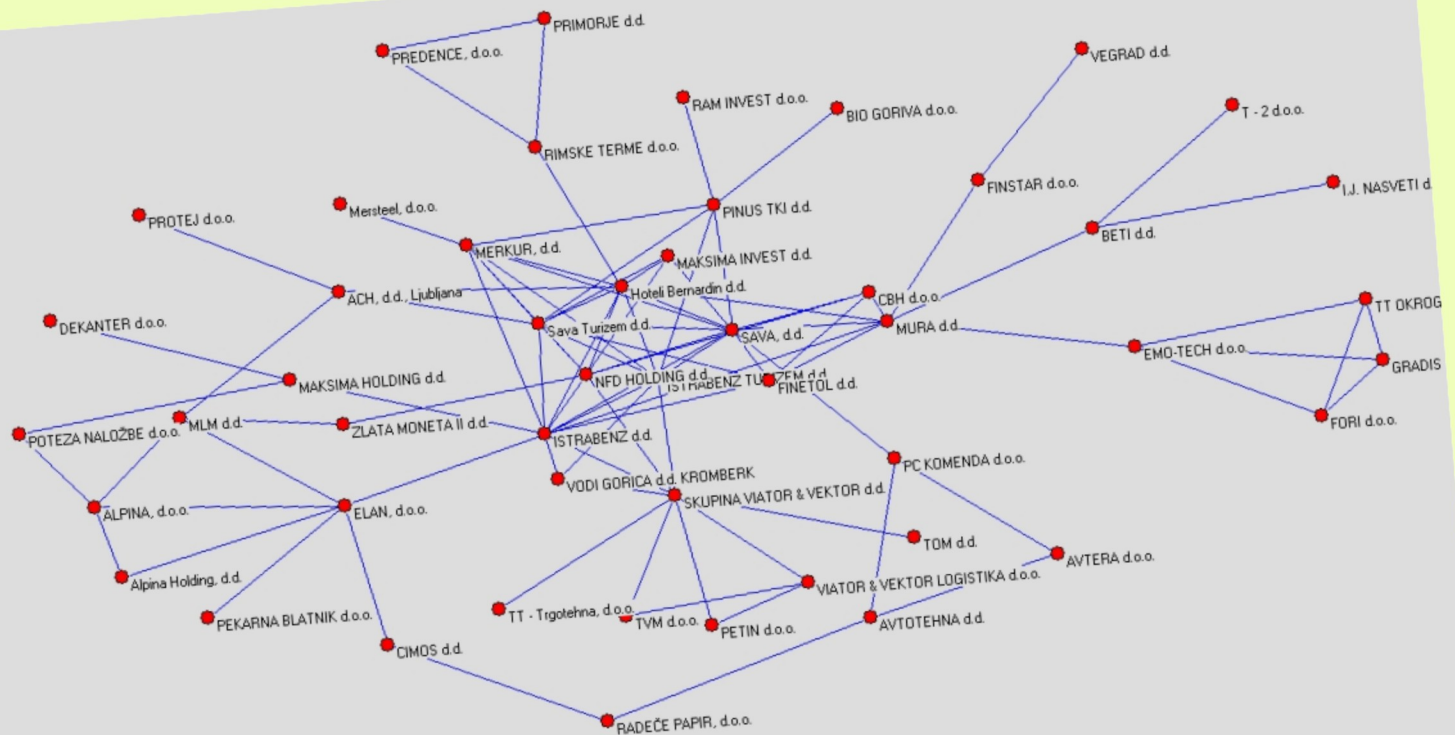 PRIMORJE d.d.
PREDENCE, d.o.o.
VEGRAD d.d.
RAM INVEST d.o.o.
BIO GORIVA d.o.o.
T - 2 d.o.o.
RIMSKE TERME d.o.o.
FINSTAR d.o.o.
I.J. NASVETI d
Mersteel, d.o.o.
PROTEJ d.o.o.
PINUS TKI d.d.
BETI d.d.
MERKUR, d.d.
MAKSIMA INVEST d.d.
ACH, d.d., Ljubljana
Hoteli Bernardin d.d.
CBH d.o.o.
TT OKROG
DEKANTER d.o.o.
Sava Turizem d.d.
SAVA, d.d.
MURA d.d.
EMO-TECH d.o.o.
GRADIS
MAKSIMA HOLDING d.d.
NFD HOLDING d.d.
ISTRABENZ TURIZEM d.d.
FINETOL d.d.
POTEZA NALOŽBE d.o.o.
MLM d.d.
ZLATA MONETA II d.d.
ISTRABENZ d.d.
FORI d.o.o.
PC KOMENDA d.o.o.
VODI GORICA d.d. KROMBERK
SKUPINA VIATOR & VEKTOR d.d.
ALPINA, d.o.o.
ELAN, d.o.o.
TOM d.d.
AVTERA d.o.o.
Alpina Holding, d.d.
VIATOR & VEKTOR LOGISTIKA d.o.o.
PEKARNA BLATNIK d.o.o.
TT - Trgotehna, d.o.o.
TVM d.o.o.
PETIN d.o.o.
AVTOTEHNA d.d.
CIMOS d.d.
RADEČE PAPIR, d.o.o.